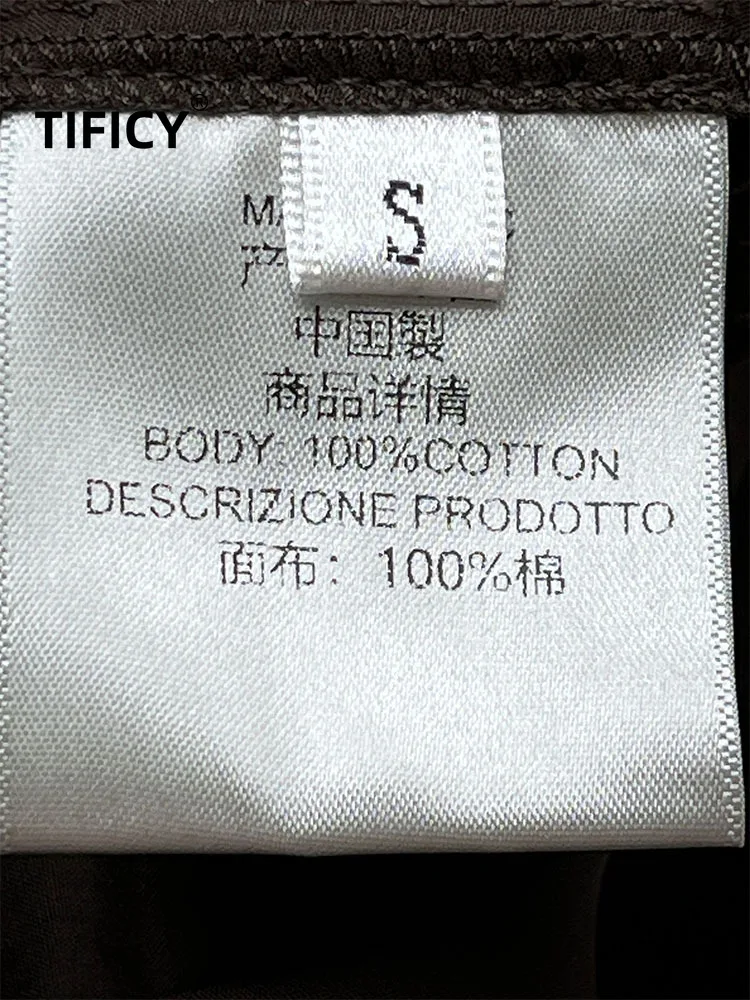 TIFICY®
S
中国製
商品详情
BODY: 100%COTTON
DESCRIZIONE PRODOTTO
面布：100%棉